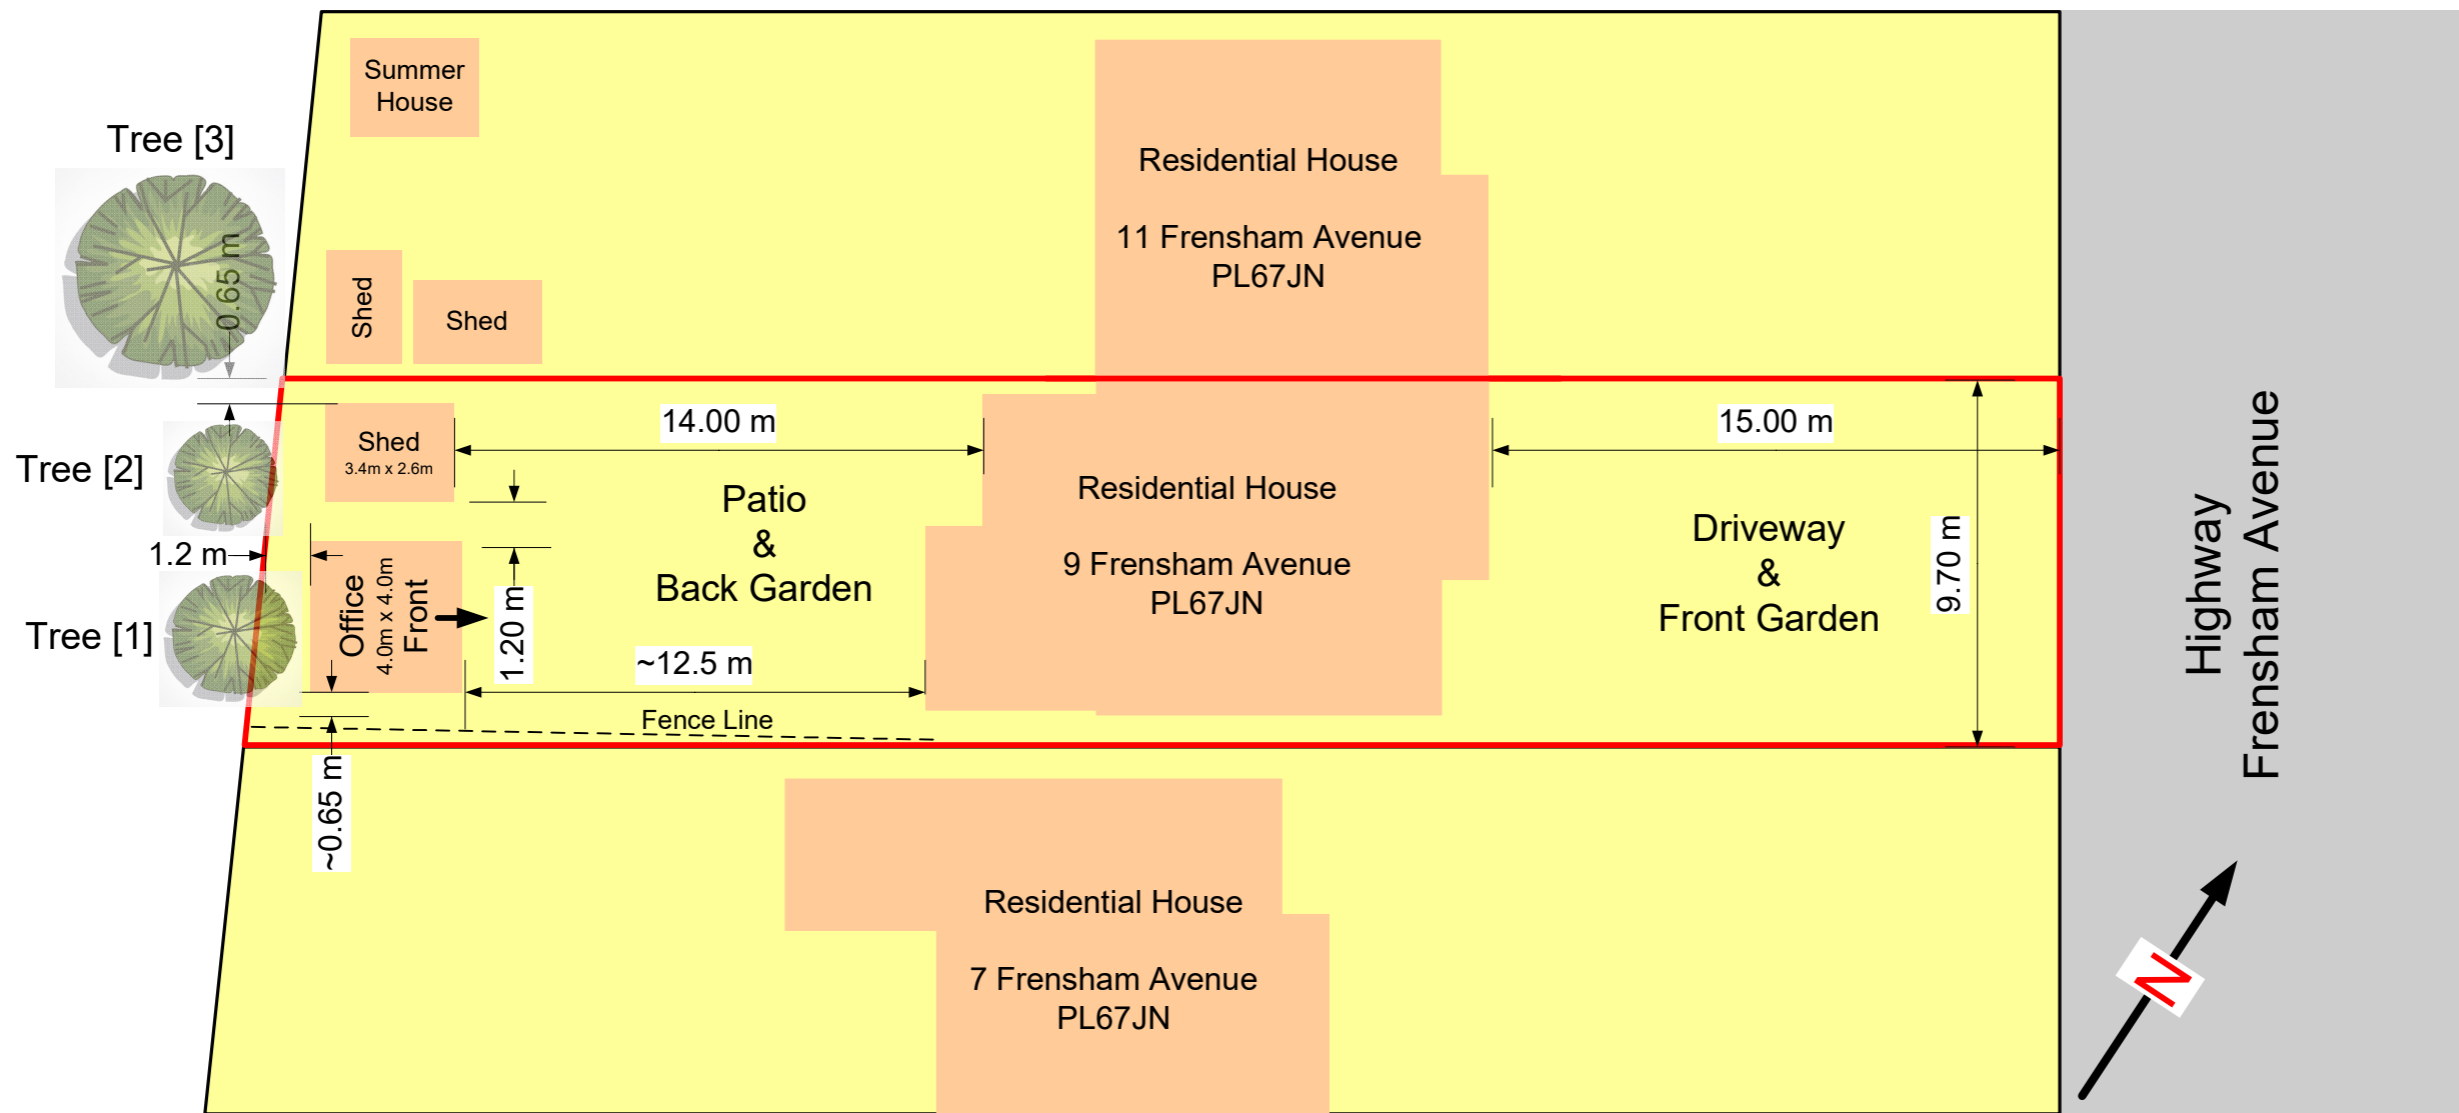 Summer
House
Tree [3]
Residential House
11 Frensham Avenue
PL67JN
0.65 m
Shed
Shed
14.00 m
15.00 m
Shed
3.4m x 2.6m
Tree [2]
Patio
&
Back Garden
Residential House
9 Frensham Avenue
PL67JN
Driveway
&
Front Garden
9.70 m
Highway
Frensham Avenue
1.2 m
Office
4.0m x 4.0m
Front
1.20 m
Tree [1]
~12.5 m
Fence Line
~0.65 m
Residential House
7 Frensham Avenue
PL67JN
N